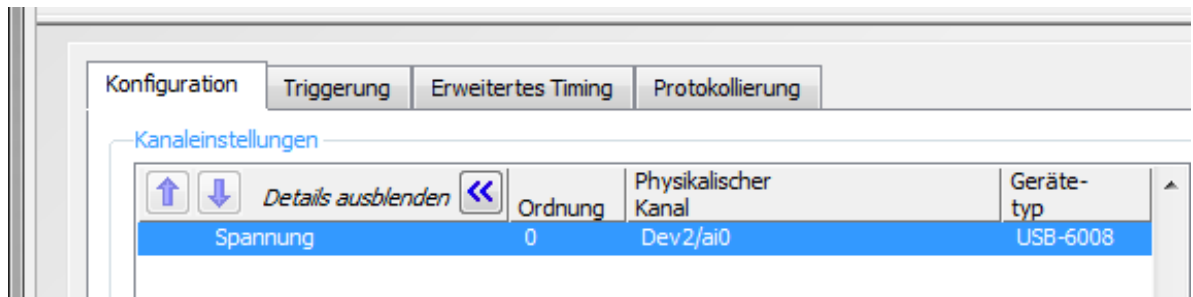 Konfiguration Triggerung Erweitertes Timing Protokollierung
Kanaleinstellungen
Details ausblenden Ordnung Physikalischer Kanal Geräte-typ
Spannung 0 Dev2/ai0 USB-6008